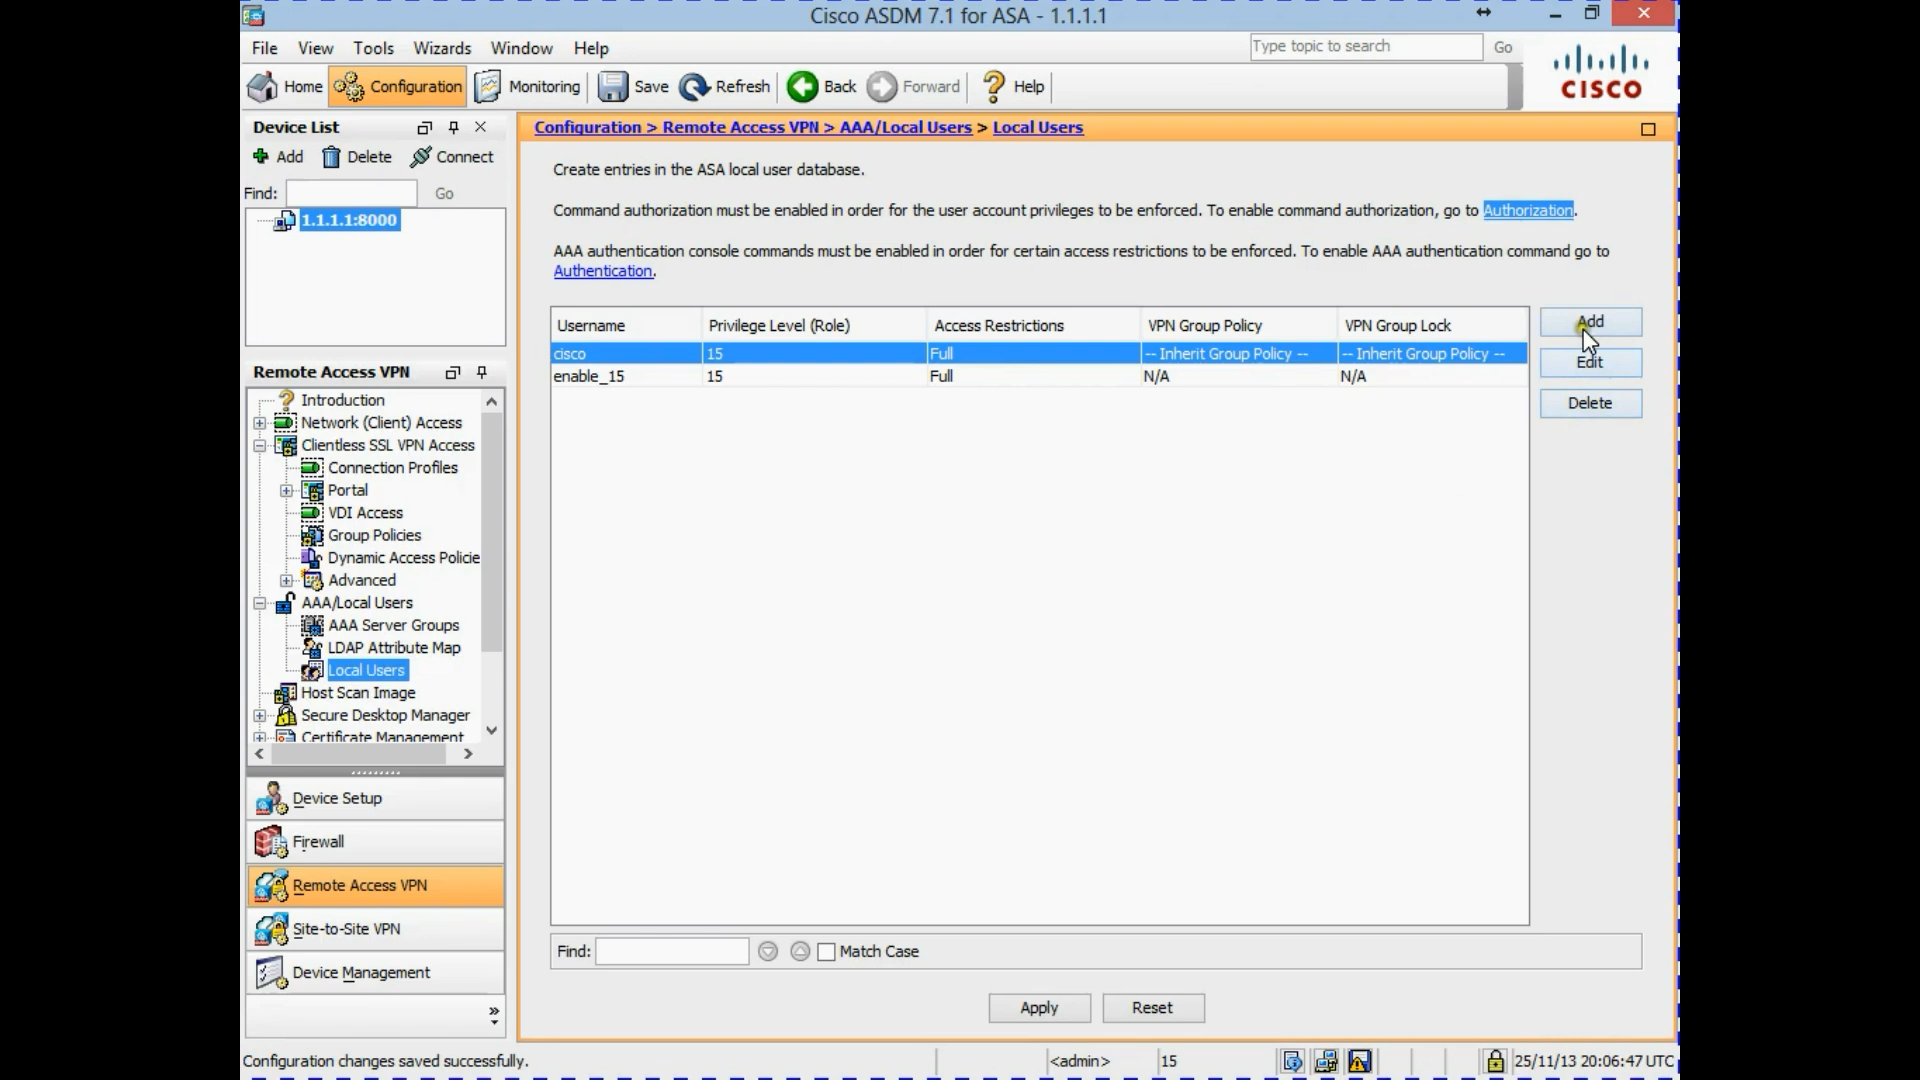 Cisco ASDM 7.1 for ASA - 1.1.1.1
File View Tools Wizards Window Help
Type topic to search Go
Home Configuration Monitoring Save Refresh Back Forward Help
CISCO
Device List
Add Delete Connect
Find: Go
1.1.1.1:8000
Remote Access VPN
Introduction
Network (Client) Access
Clientless SSL VPN Access
Connection Profiles
Portal
VDI Access
Group Policies
Dynamic Access Policie
Advanced
AAA/Local Users
AAA Server Groups
LDAP Attribute Map
Local Users
Host Scan Image
Secure Desktop Manager
Certificate Management
Device Setup
Firewall
Remote Access VPN
Site-to-Site VPN
Device Management
Configuration > Remote Access VPN > AAA/Local Users > Local Users
Create entries in the ASA local user database.
Command authorization must be enabled in order for the user account privileges to be enforced. To enable command authorization, go to Authorization.
AAA authentication console commands must be enabled in order for certain access restrictions to be enforced. To enable AAA authentication command go to
Authentication.
Username Privilege Level (Role) Access Restrictions VPN Group Policy VPN Group Lock
cisco 15 Full -- Inherit Group Policy -- -- Inherit Group Policy --
enable_15 15 Full N/A N/A
Add
Edit
Delete
Find: Match Case
Apply Reset
Configuration changes saved successfully. <admin> 15 25/11/13 20:06:47 UTC